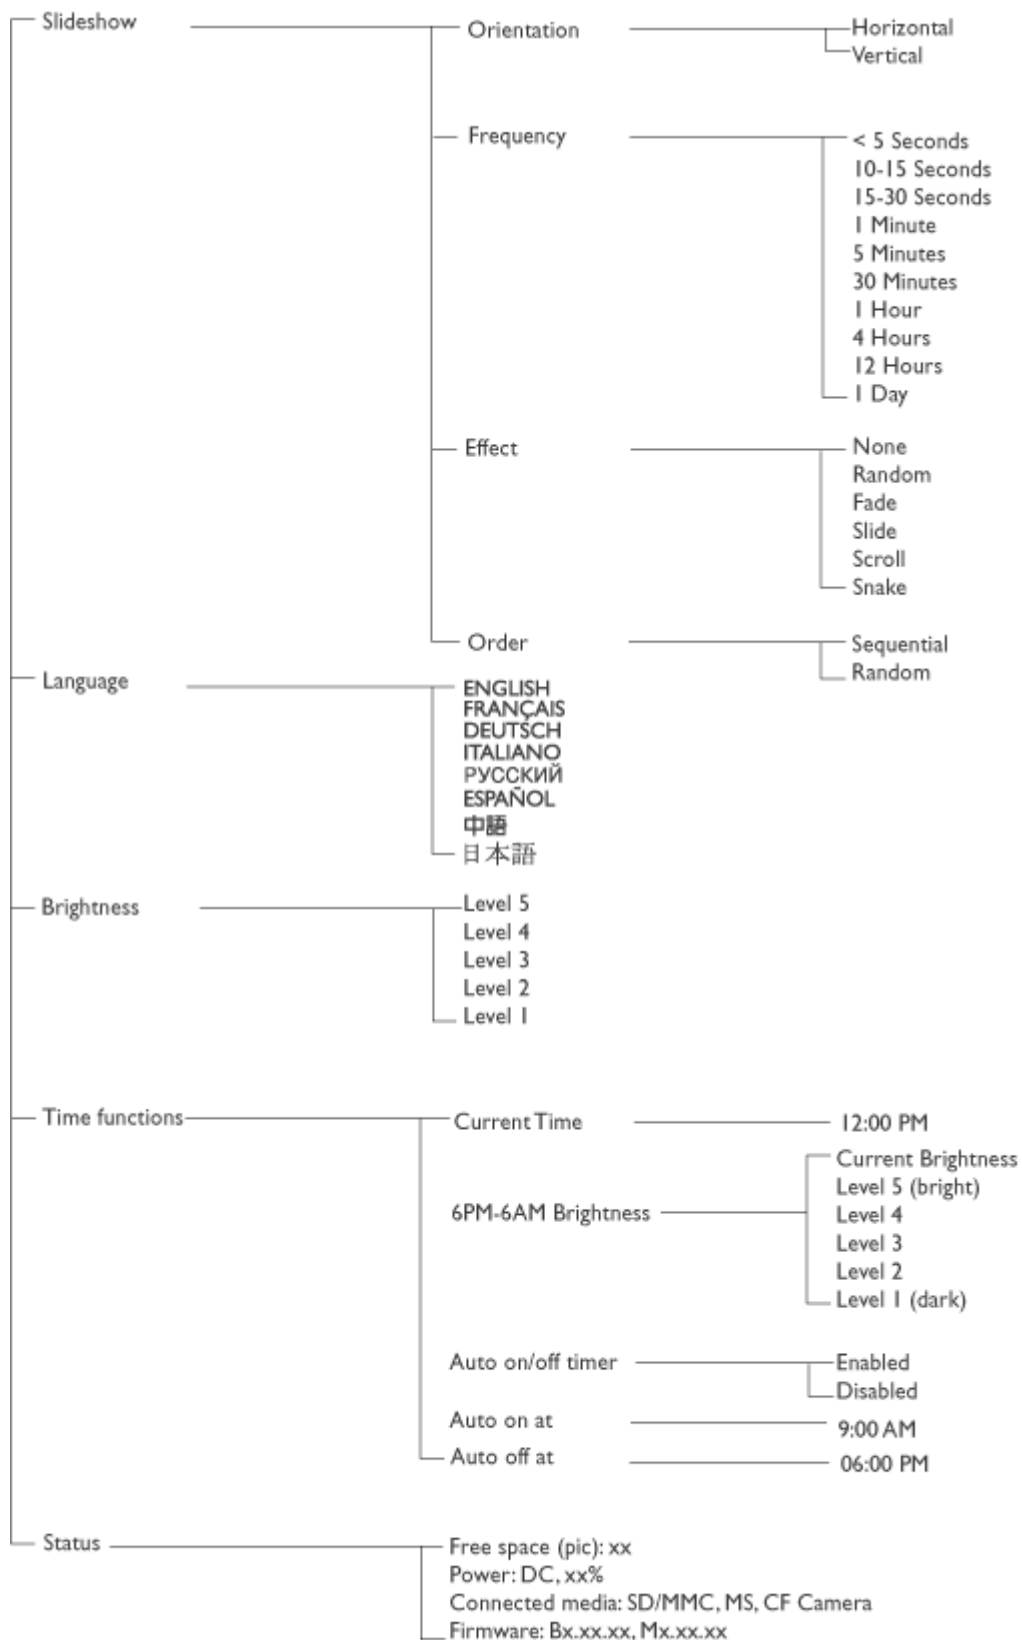 Slideshow
Orientation
Horizontal
Vertical
Frequency
< 5 Seconds
10-15 Seconds
15-30 Seconds
1 Minute
5 Minutes
30 Minutes
1 Hour
4 Hours
12 Hours
1 Day
Effect
None
Random
Fade
Slide
Scroll
Snake
Order
Sequential
Random
Language
ENGLISH
FRANÇAIS
DEUTSCH
ITALIANO
РУССКИЙ
ESPAÑOL
中語
日本語
Brightness
Level 5
Level 4
Level 3
Level 2
Level 1
Time functions
Current Time
12:00 PM
6PM-6AM Brightness
Current Brightness
Level 5 (bright)
Level 4
Level 3
Level 2
Level 1 (dark)
Auto on/off timer
Enabled
Disabled
Auto on at
9:00 AM
Auto off at
06:00 PM
Status
Free space (pic): xx
Power: DC, xx%
Connected media: SD/MMC, MS, CF Camera
Firmware: Bx.xx.xx, Mx.xx.xx